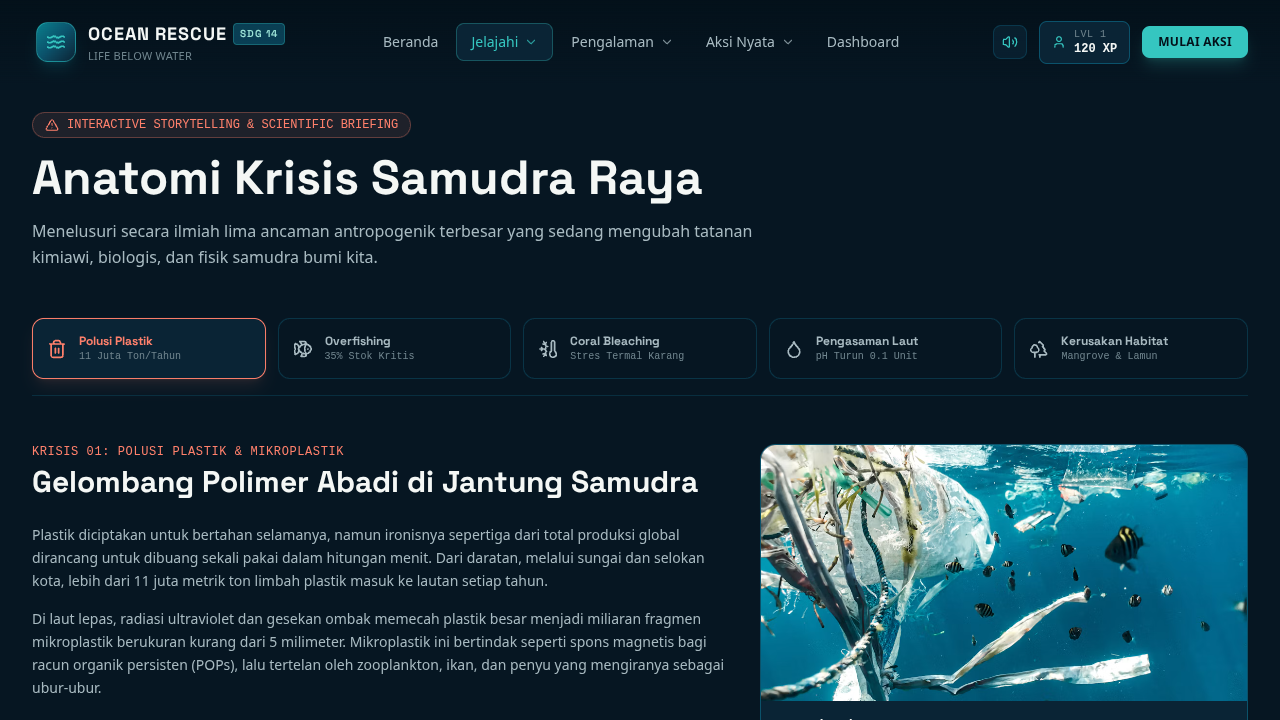 OCEAN RESCUE
SDG 14
LIFE BELOW WATER
Beranda
Jelajahi
Pengalaman
Aksi Nyata
Dashboard
LVL 1
120 XP
MULAI AKSI
INTERACTIVE STORYTELLING & SCIENTIFIC BRIEFING
Anatomi Krisis Samudra Raya
Menelusuri secara ilmiah lima ancaman antropogenik terbesar yang sedang mengubah tatanan
kimiawi, biologis, dan fisik samudra bumi kita.
Polusi Plastik
11 Juta Ton/Tahun
Overfishing
35% Stok Kritis
Coral Bleaching
Stres Termal Karang
Pengasaman Laut
pH Turun 0.1 Unit
Kerusakan Habitat
Mangrove & Lamun
KRISIS 01: POLUSI PLASTIK & MIKROPLASTIK
Gelombang Polimer Abadi di Jantung Samudra
Plastik diciptakan untuk bertahan selamanya, namun ironisnya sepertiga dari total produksi global
dirancang untuk dibuang sekali pakai dalam hitungan menit. Dari daratan, melalui sungai dan selokan
kota, lebih dari 11 juta metrik ton limbah plastik masuk ke lautan setiap tahun.
Di laut lepas, radiasi ultraviolet dan gesekan ombak memecah plastik besar menjadi miliaran fragmen
mikroplastik berukuran kurang dari 5 milimeter. Mikroplastik ini bertindak seperti spons magnetis bagi
racun organik persisten (POPs), lalu tertelan oleh zooplankton, ikan, dan penyu yang mengiranya sebagai
ubur-ubur.